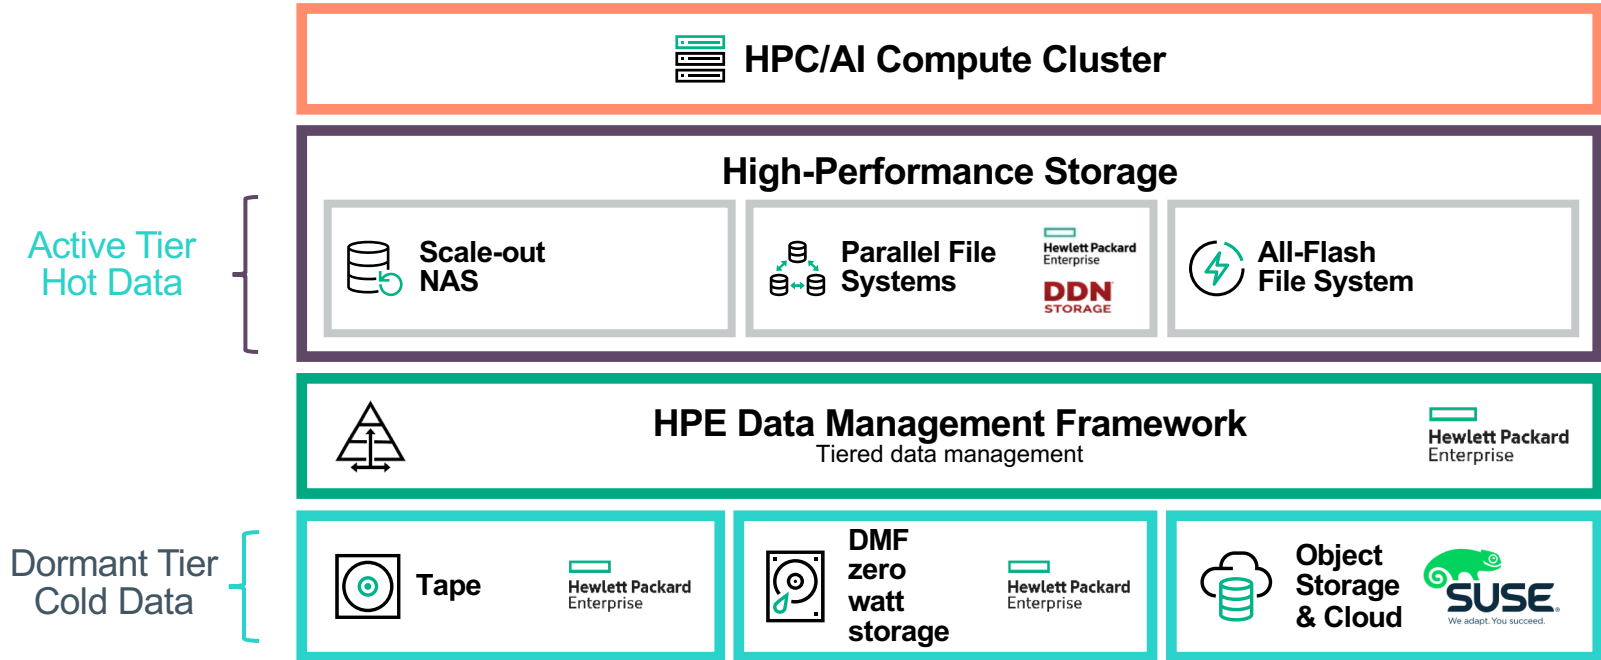 HPC/AI Compute Cluster
High-Performance Storage
Active Tier
Hot Data
Scale-out
NAS
Parallel File
Systems
Hewlett Packard
Enterprise
DDN
STORAGE
All-Flash
File System
HPE Data Management Framework
Tiered data management
Hewlett Packard
Enterprise
Dormant Tier
Cold Data
Tape
Hewlett Packard
Enterprise
DMF
zero
watt
storage
Hewlett Packard
Enterprise
Object
Storage
& Cloud
SUSE
We adapt. You succeed.